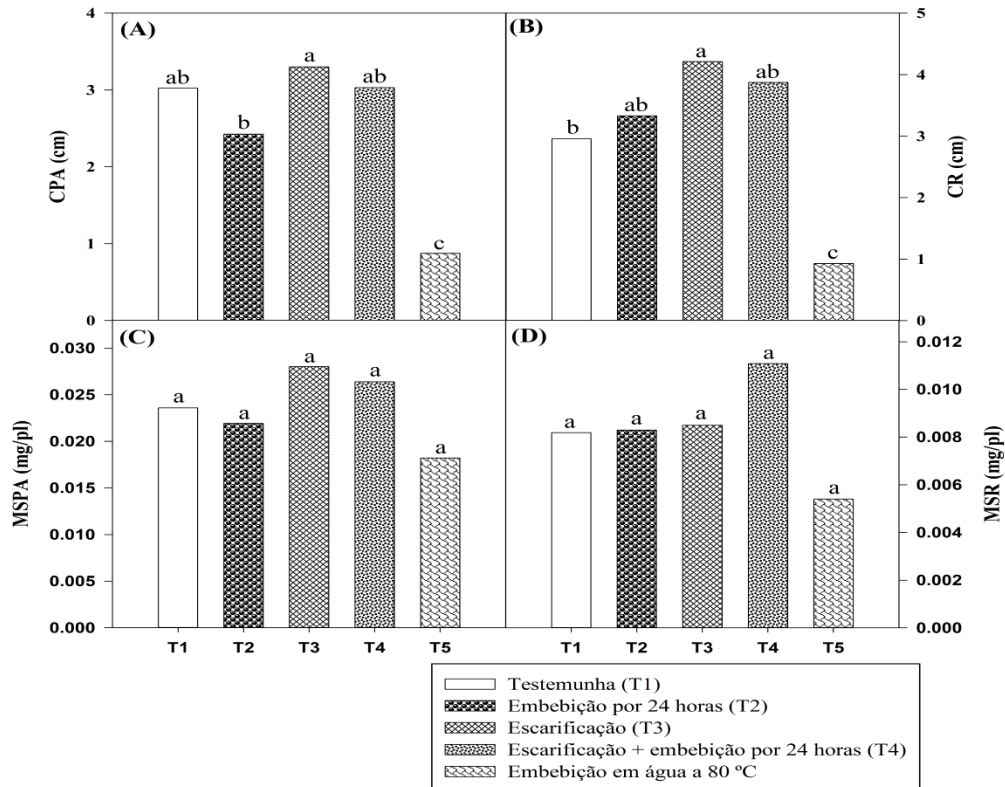 (A)
4
3
2
1
0
CPA (cm)
ab
b
a
ab
c
(B)
5
4
3
2
1
0
CR (cm)
b
ab
a
ab
c
(C)
0.030
0.025
0.020
0.015
0.010
0.005
0.000
MSPA (mg/pl)
a
a
a
a
a
T1
T2
T3
T4
T5
(D)
0.012
0.010
0.008
0.006
0.004
0.002
0.000
MSR (mg/pl)
a
a
a
a
a
T1
T2
T3
T4
T5
Testemunha (T1)
Embebição por 24 horas (T2)
Escarificação (T3)
Escarificação + embebição por 24 horas (T4)
Embebição em água a 80 ºC